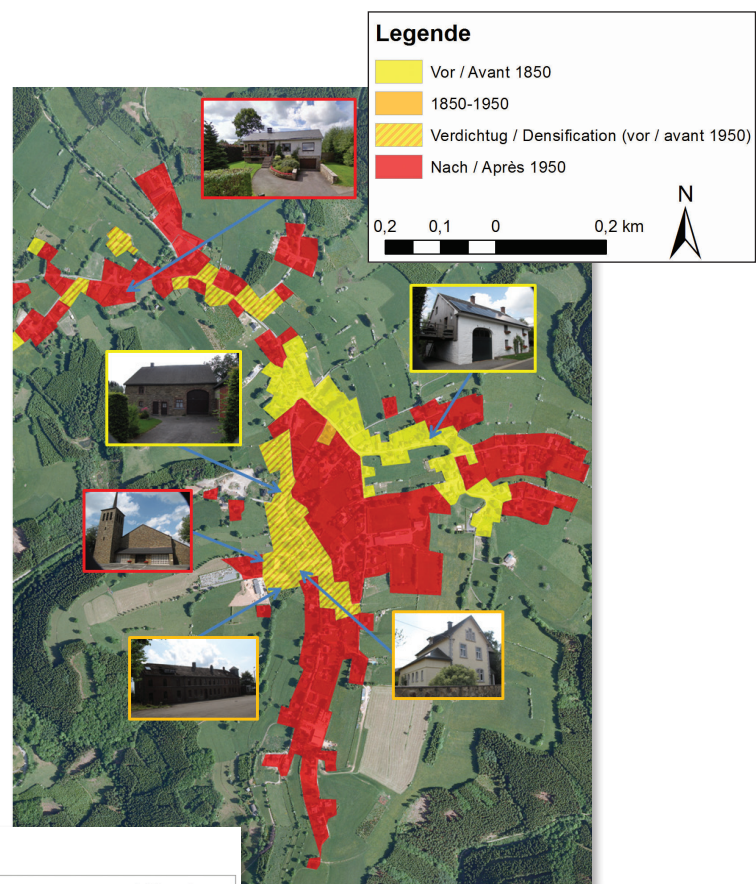 Legende
Vor / Avant 1850
1850-1950
Verdichtug / Densification (vor / avant 1950)
Nach / Après 1950
N
0,2 0,1 0 0,2 km